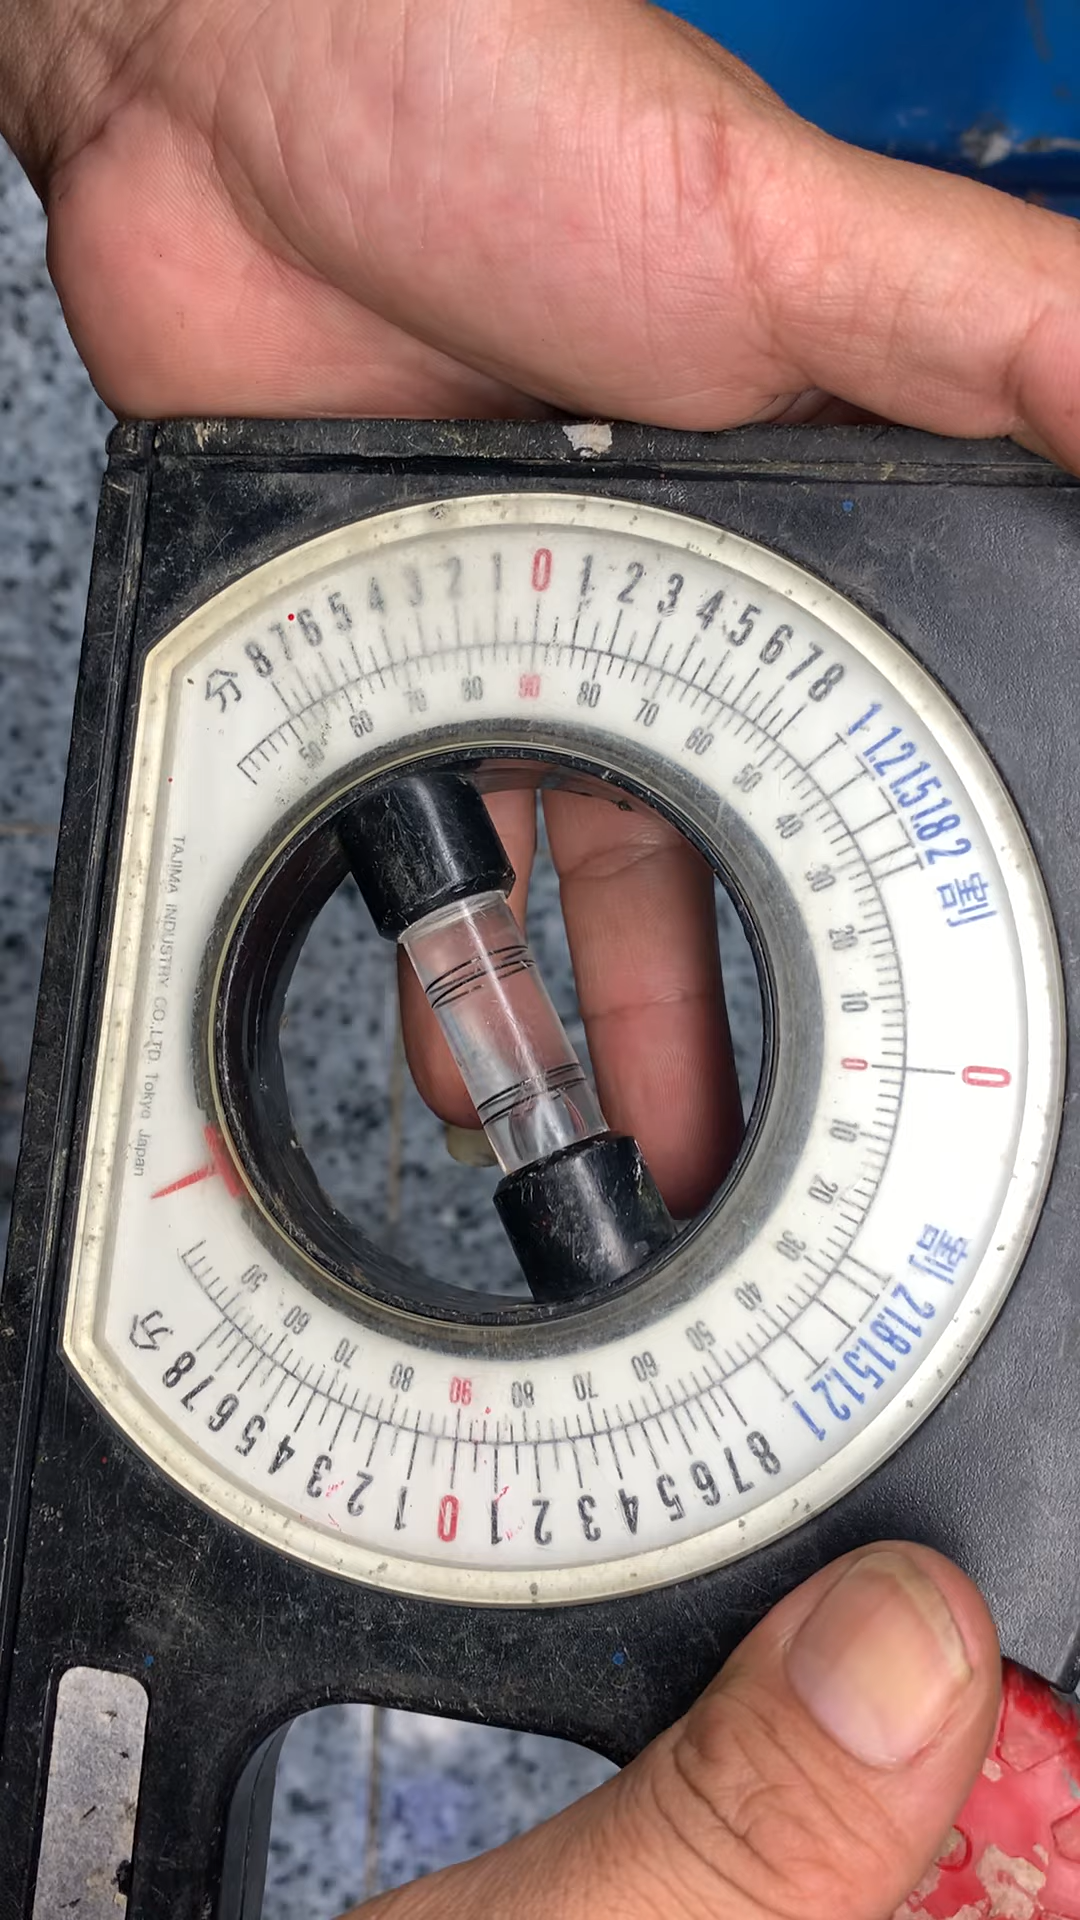 分 8 7 6 5 4 3 2 1 0 1 2 3 4 5 6 7 8
1 1.2 1.5 1.8 2 割
0
割 2 1.8 1.5 1.2 1
8 7 6 5 4 3 2 1 0 1 2 3 4 5 6 7 8 分
50 60 70 80 90 80 70 60 50 40 30 20 10 0 10 20 30 40 50 60 70 80 90 80 70 60 50
TAJIMA INDUSTRY CO.,LTD. Tokyo Japan